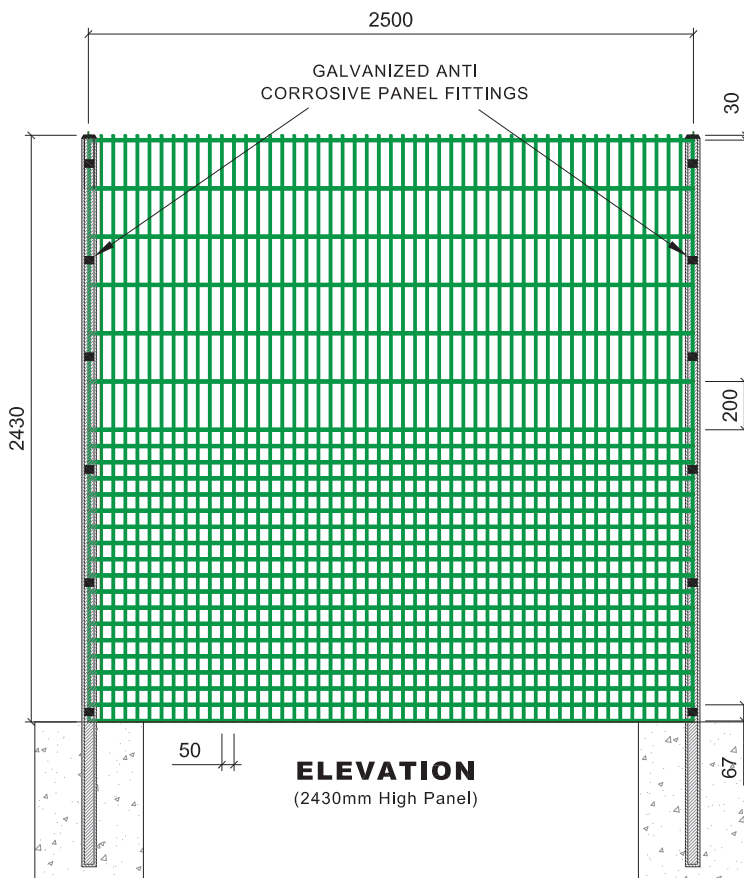 2500
GALVANIZED ANTI
CORROSIVE PANEL FITTINGS
30
2430
200
50
67
ELEVATION
(2430mm High Panel)